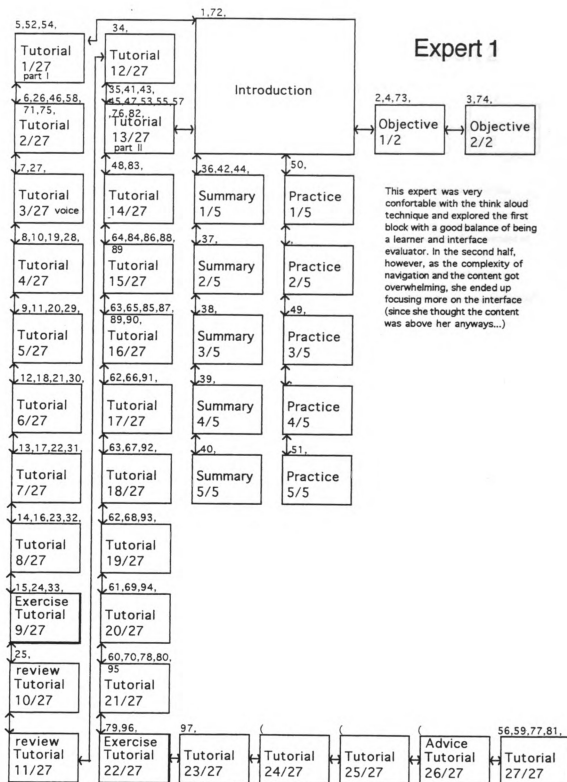 Expert 1
1,72,
Introduction
2,4,73,
Objective
1/2
3,74,
Objective
2/2
This expert was very
comfortable with the think aloud
technique and explored the first
block with a good balance of being
a learner and interface
evaluator. In the second half,
however, as the complexity of
navigation and the content got
overwhelming, she ended up
focusing more on the interface
(since she thought the content
was above her anyways...)
5,52,54,
Tutorial
1/27
part I
6,26,46,58,
71,75,
Tutorial
2/27
7,27,
Tutorial
3/27 voice
8,10,19,28,
Tutorial
4/27
9,11,20,29,
Tutorial
5/27
12,18,21,30,
Tutorial
6/27
13,17,22,31,
Tutorial
7/27
14,16,23,32,
Tutorial
8/27
15,24,33,
Exercise
Tutorial
9/27
25,
review
Tutorial
10/27
review
Tutorial
11/27
34,
Tutorial
12/27
35,41,43,
45,47,53,55,57
,76,82,
Tutorial
13/27
part II
48,83,
Tutorial
14/27
64,84,86,88,
89
Tutorial
15/27
63,65,85,87,
89,90,
Tutorial
16/27
62,66,91,
Tutorial
17/27
63,67,92,
Tutorial
18/27
62,68,93,
Tutorial
19/27
61,69,94,
Tutorial
20/27
60,70,78,80,
95
Tutorial
21/27
79,96,
Exercise
Tutorial
22/27
97,
Tutorial
23/27
(
Tutorial
24/27
(
Tutorial
25/27
(
Advice
Tutorial
26/27
56,59,77,81,
Tutorial
27/27
36,42,44,
Summary
1/5
37,
Summary
2/5
38,
Summary
3/5
39,
Summary
4/5
40,
Summary
5/5
50,
Practice
1/5
,
Practice
2/5
49,
Practice
3/5
,
Practice
4/5
51,
Practice
5/5